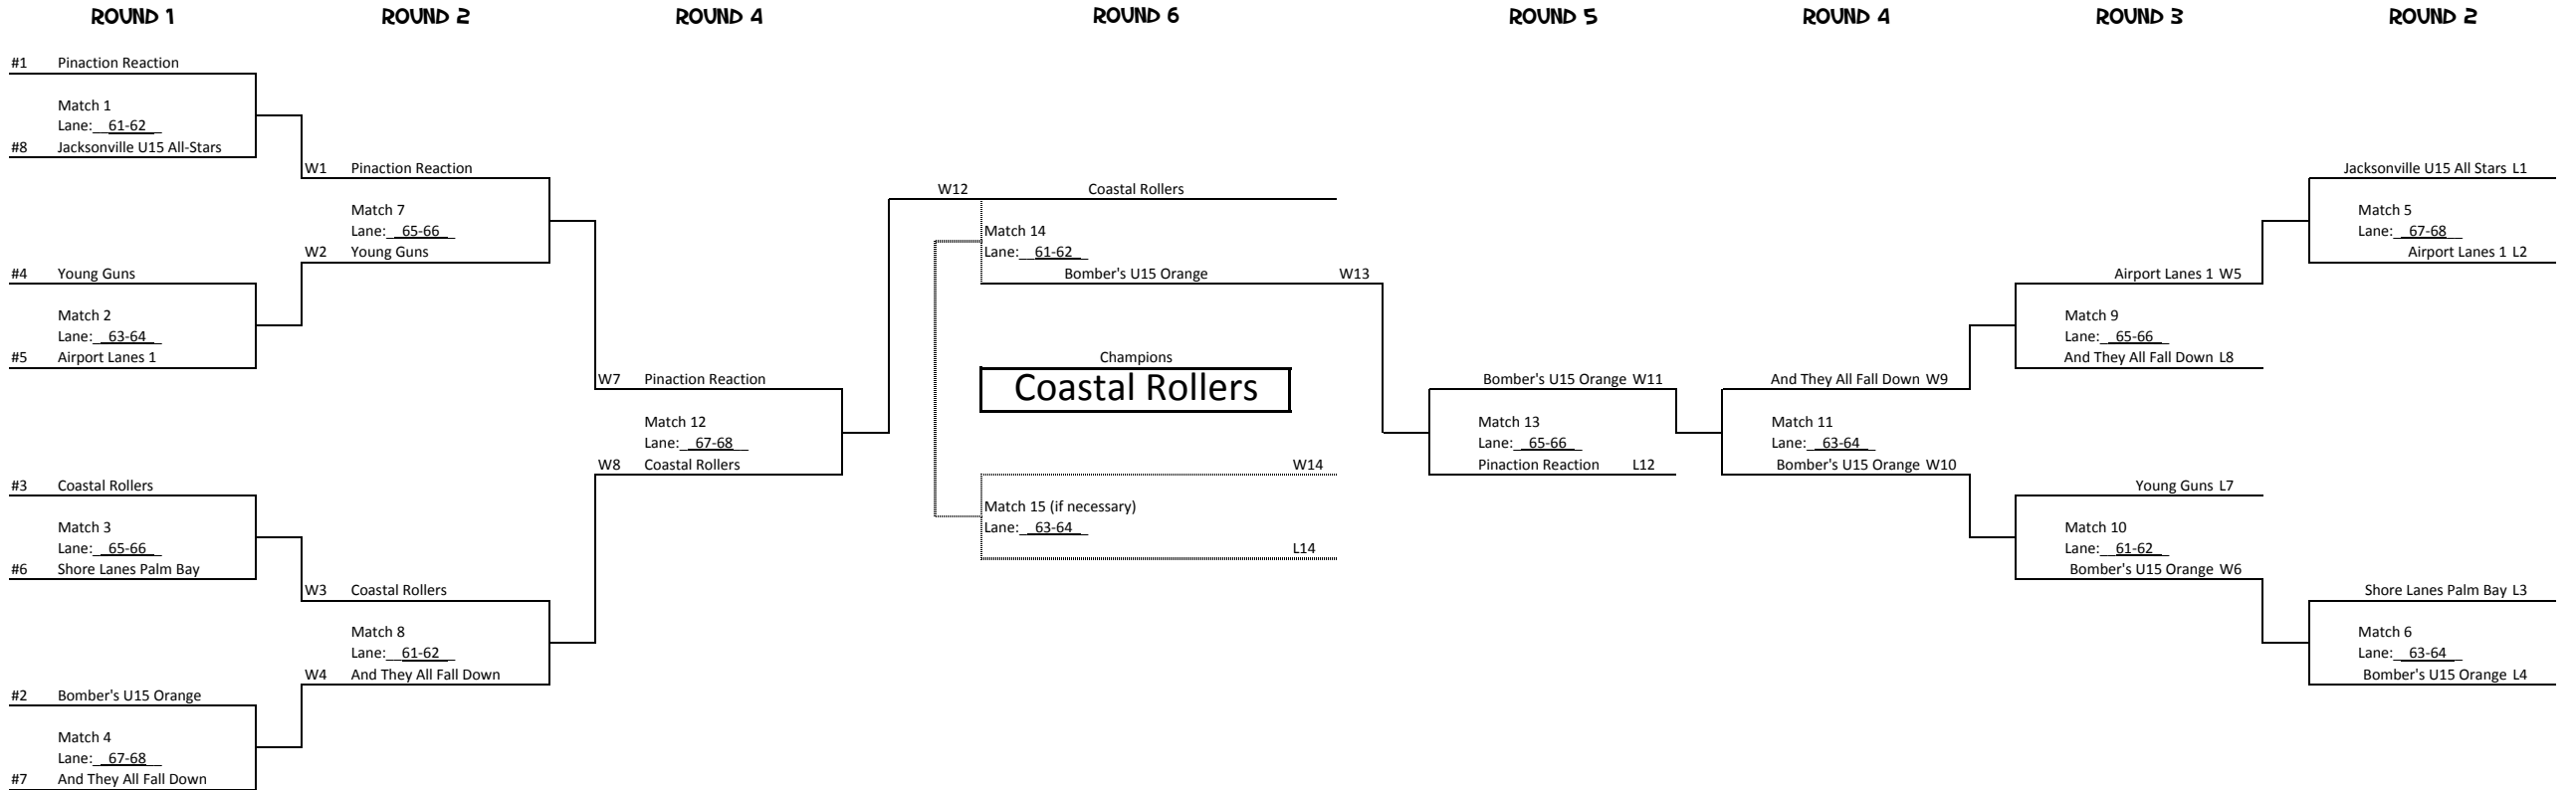 ROUND 1 ROUND 2 ROUND 4 ROUND 6 ROUND 5 ROUND 4 ROUND 3 ROUND 2
#1 Pinaction Reaction
Match 1
Lane: 61-62
#8 Jacksonville U15 All-Stars
#4 Young Guns
Match 2
Lane: 63-64
#5 Airport Lanes 1
#3 Coastal Rollers
Match 3
Lane: 65-66
#6 Shore Lanes Palm Bay
#2 Bomber's U15 Orange
Match 4
Lane: 67-68
#7 And They All Fall Down
W1 Pinaction Reaction
Match 7
Lane: 65-66
W2 Young Guns
W3 Coastal Rollers
Match 8
Lane: 61-62
W4 And They All Fall Down
W7 Pinaction Reaction
Match 12
Lane: 67-68
W8 Coastal Rollers
W12 Coastal Rollers
Match 14
Lane: 61-62
Bomber's U15 Orange W13
Champions
Coastal Rollers
W14
Match 15 (if necessary)
Lane: 63-64
L14
Bomber's U15 Orange W11
Match 13
Lane: 65-66
Pinaction Reaction L12
And They All Fall Down W9
Match 11
Lane: 63-64
Bomber's U15 Orange W10
Airport Lanes 1 W5
Match 9
Lane: 65-66
And They All Fall Down L8
Young Guns L7
Match 10
Lane: 61-62
Bomber's U15 Orange W6
Jacksonville U15 All Stars L1
Match 5
Lane: 67-68
Airport Lanes 1 L2
Shore Lanes Palm Bay L3
Match 6
Lane: 63-64
Bomber's U15 Orange L4